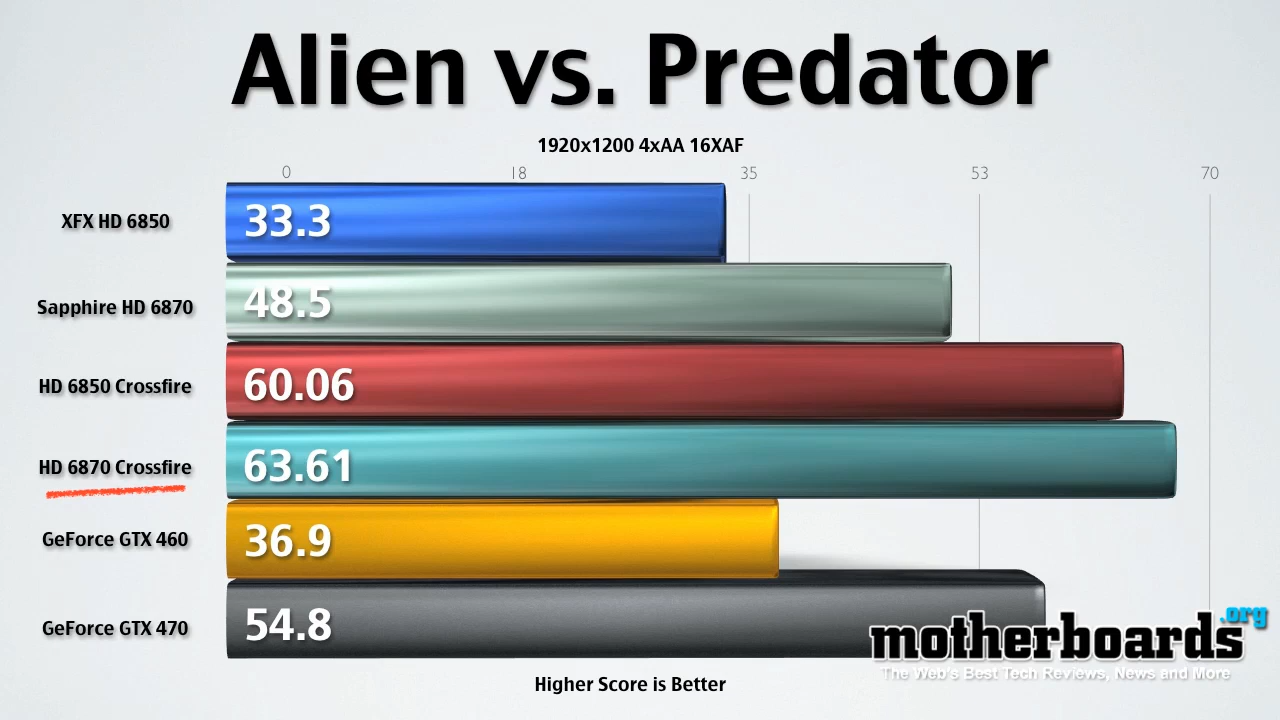 Alien vs. Predator
1920x1200 4xAA 16XAF
0 18 35 53 70
XFX HD 6850 33.3
Sapphire HD 6870 48.5
HD 6850 Crossfire 60.06
HD 6870 Crossfire 63.61
GeForce GTX 460 36.9
GeForce GTX 470 54.8
motherboards.org
The Web's Best Tech Reviews, News and More
Higher Score is Better